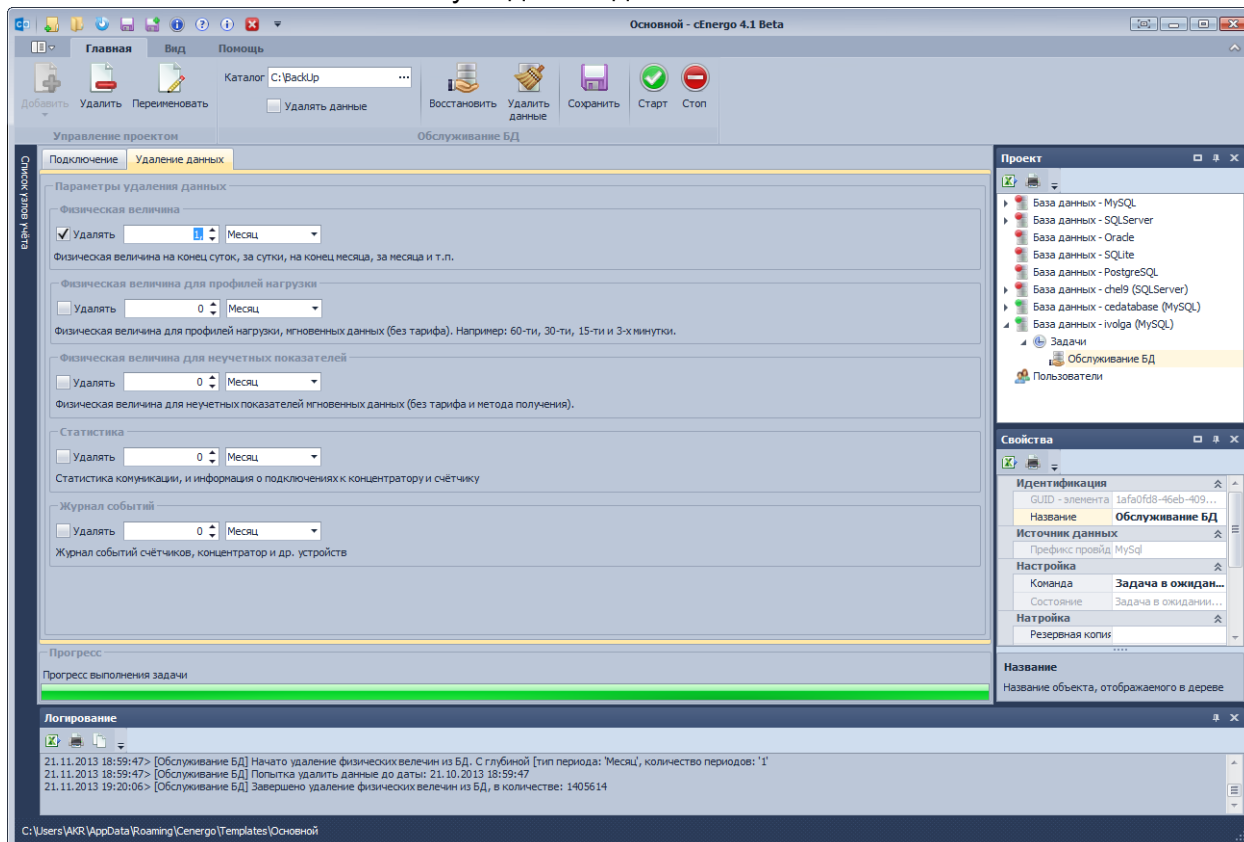 Основной - cEnergo 4.1 Beta
Главная Вид Помощь
Добавить Удалить Переименовать
Каталог C:\BackUp ...
Удалять данные
Восстановить Удалить данные Сохранить Старт Стоп
Управление проектом Обслуживание БД
Список узлов учёта
Подключение Удаление данных
Параметры удаления данных
Физическая величина
Удалять 1, Месяц
Физическая величина на конец суток, за сутки, на конец месяца, за месяца и т.п.
Физическая величина для профилей нагрузки
Удалять 0 Месяц
Физическая величина для профилей нагрузки, мгновенных данных (без тарифа). Например: 60-ти, 30-ти, 15-ти и 3-х минутки.
Физическая величина для неучетных показателей
Удалять 0 Месяц
Физическая величина для неучетных показателей мгновенных данных (без тарифа и метода получения).
Статистика
Удалять 0 Месяц
Статистика комуникации, и информация о подключениях к концентратору и счётчику
Журнал событий
Удалять 0 Месяц
Журнал событий счётчиков, концентратор и др. устройств
Прогресс
Прогресс выполнения задачи
Проект
База данных - MySQL
База данных - SQLServer
База данных - Oracle
База данных - SQLite
База данных - PostgreSQL
База данных - chel9 (SQLServer)
База данных - cedatabase (MySQL)
База данных - ivolga (MySQL)
Задачи
Обслуживание БД
Пользователи
Свойства
Идентификация
GUID - элемента 1afa0fd8-46eb-409...
Название Обслуживание БД
Источник данных
Префикс провйд MySql
Настройка
Команда Задача в ожидан...
Состояние Задача в ожидании...
Натройка
Резервная копия
Название
Название объекта, отображаемого в дереве
Логирование
21.11.2013 18:59:47> [Обслуживание БД] Начато удаление физических велечин из БД. С глубиной [тип периода: 'Месяц', количество периодов: '1'
21.11.2013 18:59:47> [Обслуживание БД] Попытка удалить данные до даты: 21.10.2013 18:59:47
21.11.2013 19:20:06> [Обслуживание БД] Завершено удаление физических велечин из БД, в количестве: 1405614
C:\Users\AKR\AppData\Roaming\Cenergo\Templates\Основной